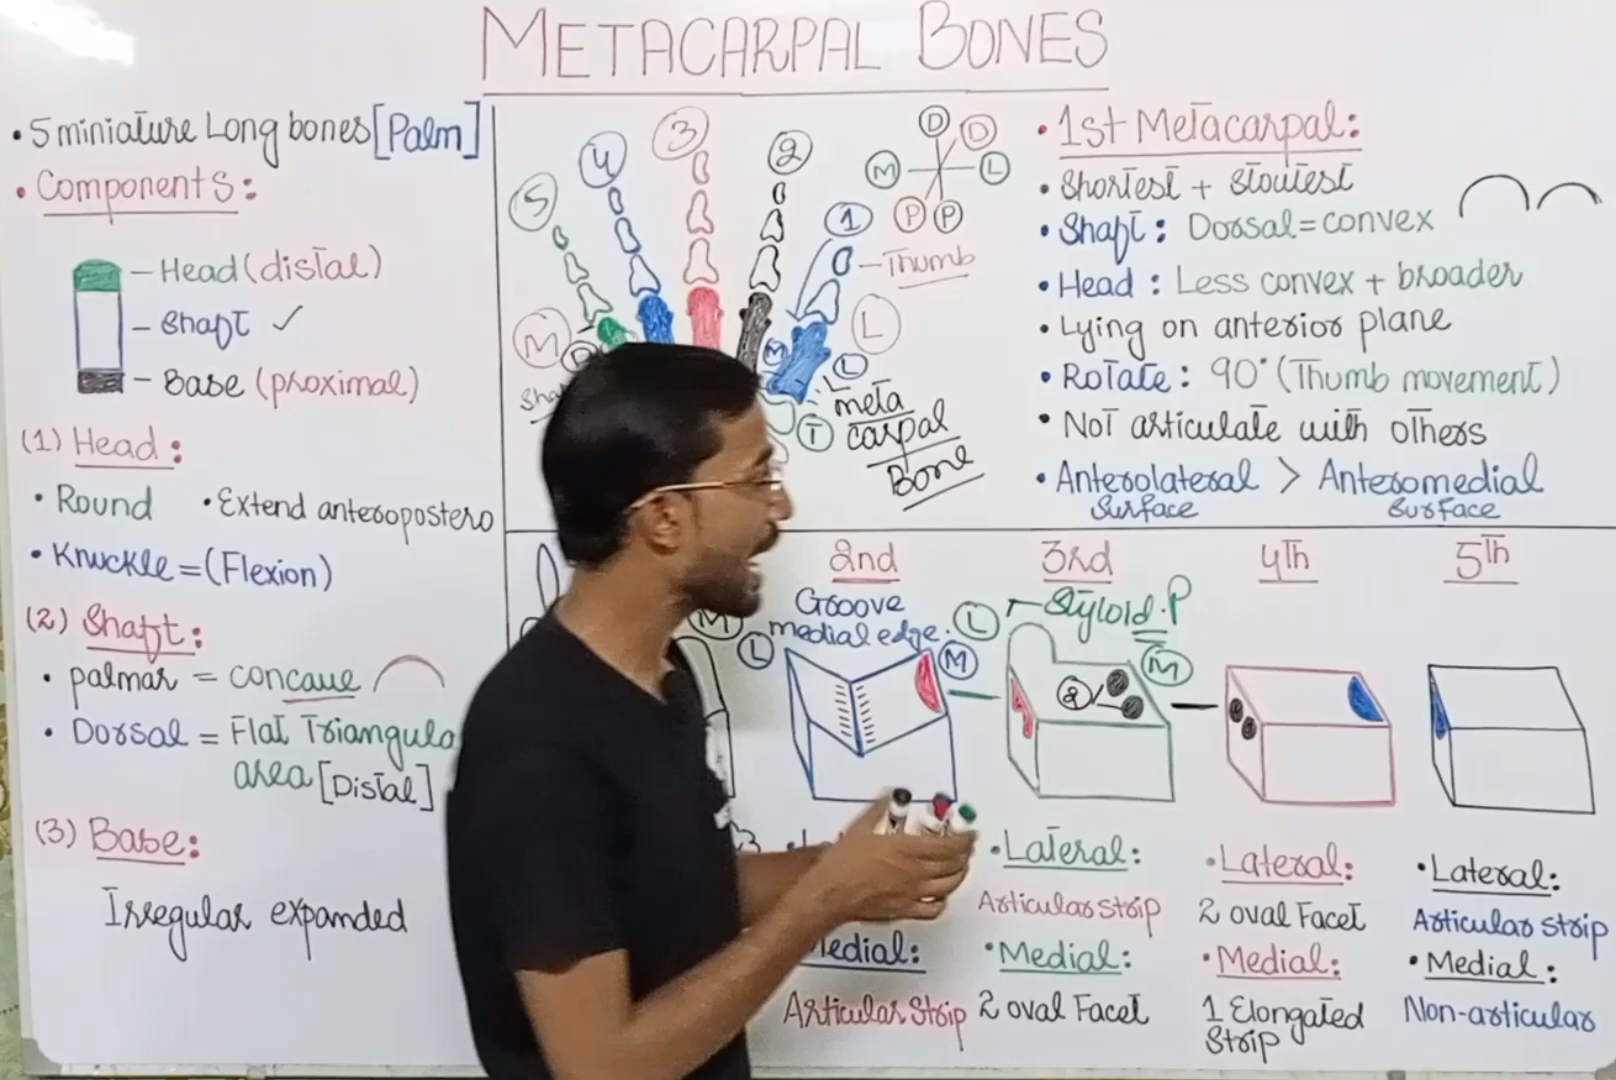 METACARPAL BONES
• 5 miniature Long bones [Palm]
• Components:
– Head (distal)
– Shaft ✓
– Base (proximal)
(1) Head:
• Round • Extend anteropostero
• Knuckle = (Flexion)
(2) Shaft:
• palmar = concave
• Dorsal = Flat Triangula
area [Distal]
(3) Base:
Irregular expanded
5
4
3
2
1
– Thumb
D
D
M
L
P
P
M
L
M
L
Sha
T
meta
carpal
Bone
• 1st Metacarpal:
• Shortest + Stoutest
• Shaft: Dorsal = convex
• Head: Less convex + broader
• Lying on anterior plane
• Rotate: 90° (Thumb movement)
• Not articulate with others
• Anterolateral > Anteromedial
Surface Surface
M
2nd
Groove
medial edge.
L
M
Medial:
Articular Strip
3rd
L
Styloid.P
M
2
• Lateral:
Articular strip
• Medial:
2 oval Facet
4th
• Lateral:
2 oval Facet
• Medial:
1 Elongated
Strip
5th
• Lateral:
Articular strip
• Medial:
Non-articular